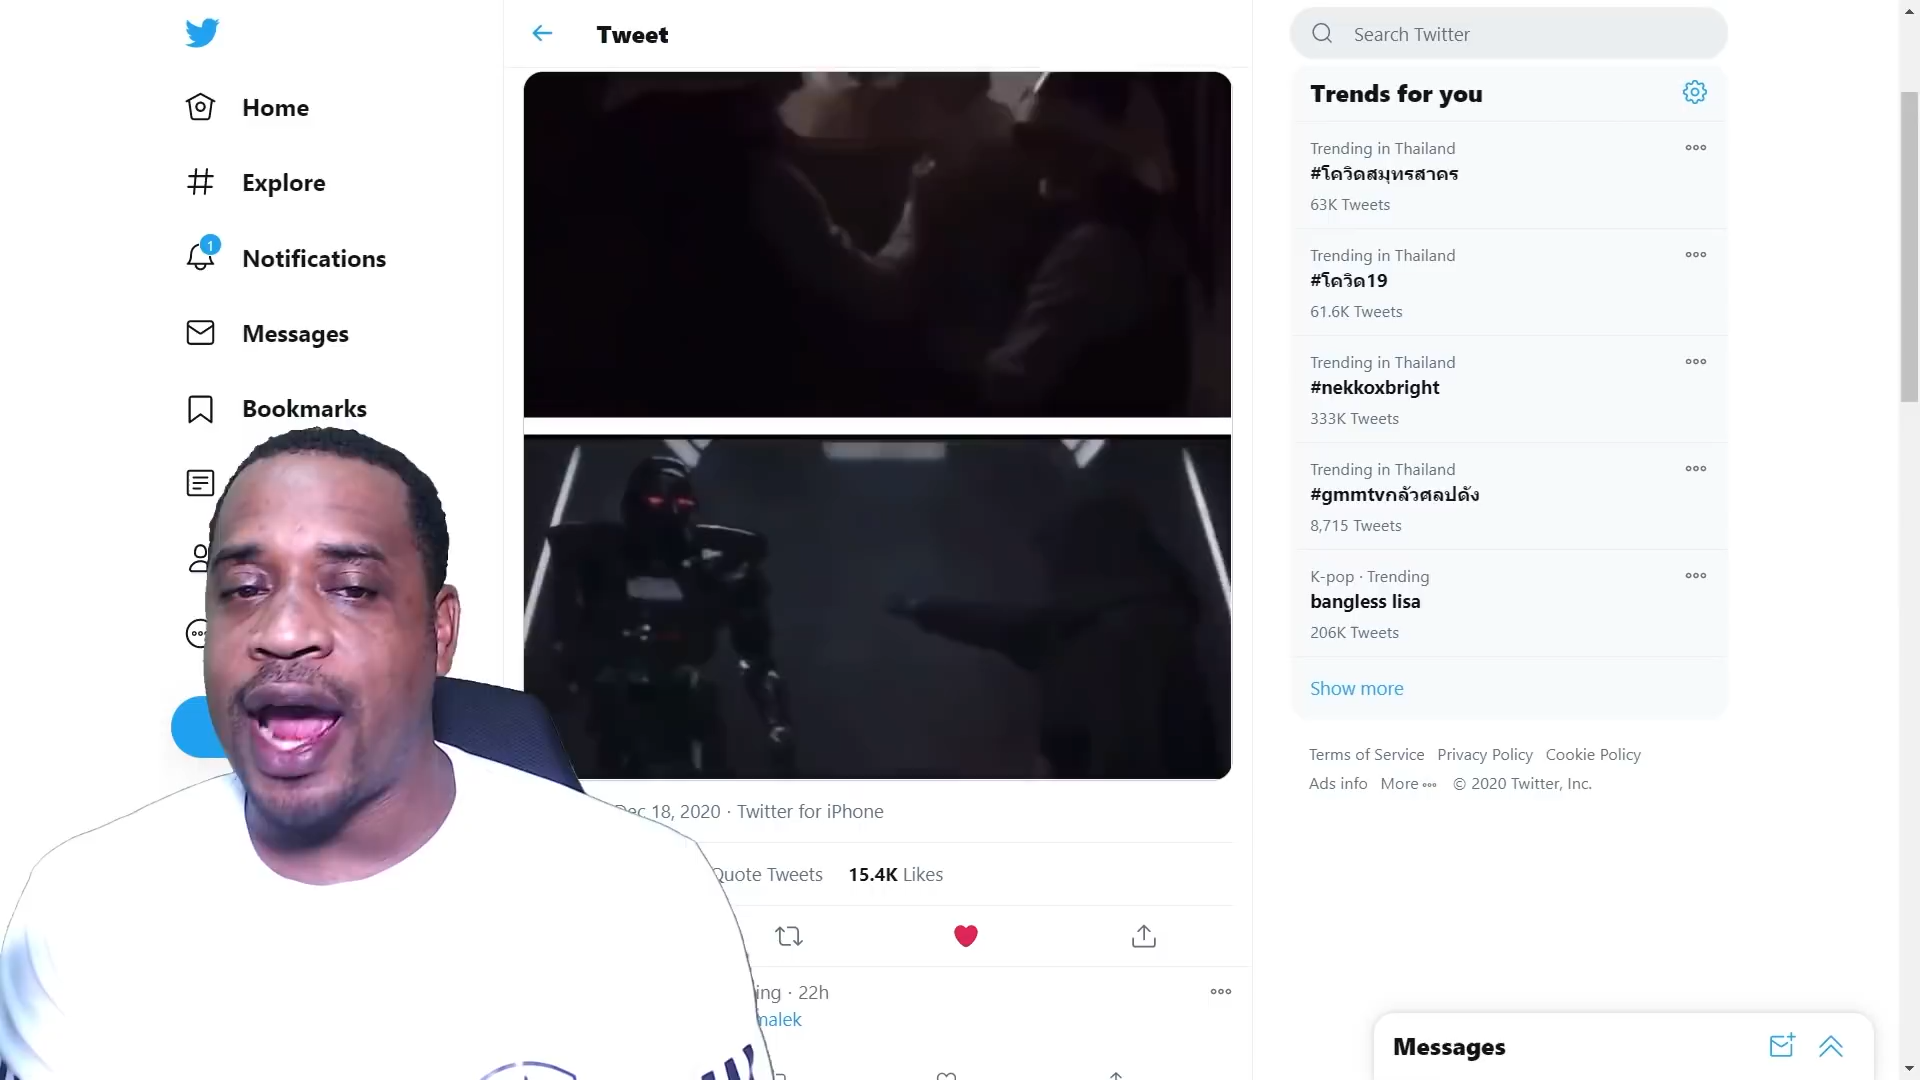 Home
Explore
1
Notifications
Messages
Bookmarks
Tweet
Dec 18, 2020 · Twitter for iPhone
Quote Tweets 15.4K Likes
ing · 22h
malek
Search Twitter
Trends for you
Trending in Thailand
#โควิดสมุทรสาคร
63K Tweets
Trending in Thailand
#โควิด19
61.6K Tweets
Trending in Thailand
#nekkoxbright
333K Tweets
Trending in Thailand
#gmmtvกลัวศลปดัง
8,715 Tweets
K-pop · Trending
bangless lisa
206K Tweets
Show more
Terms of Service Privacy Policy Cookie Policy
Ads info More ••• © 2020 Twitter, Inc.
Messages